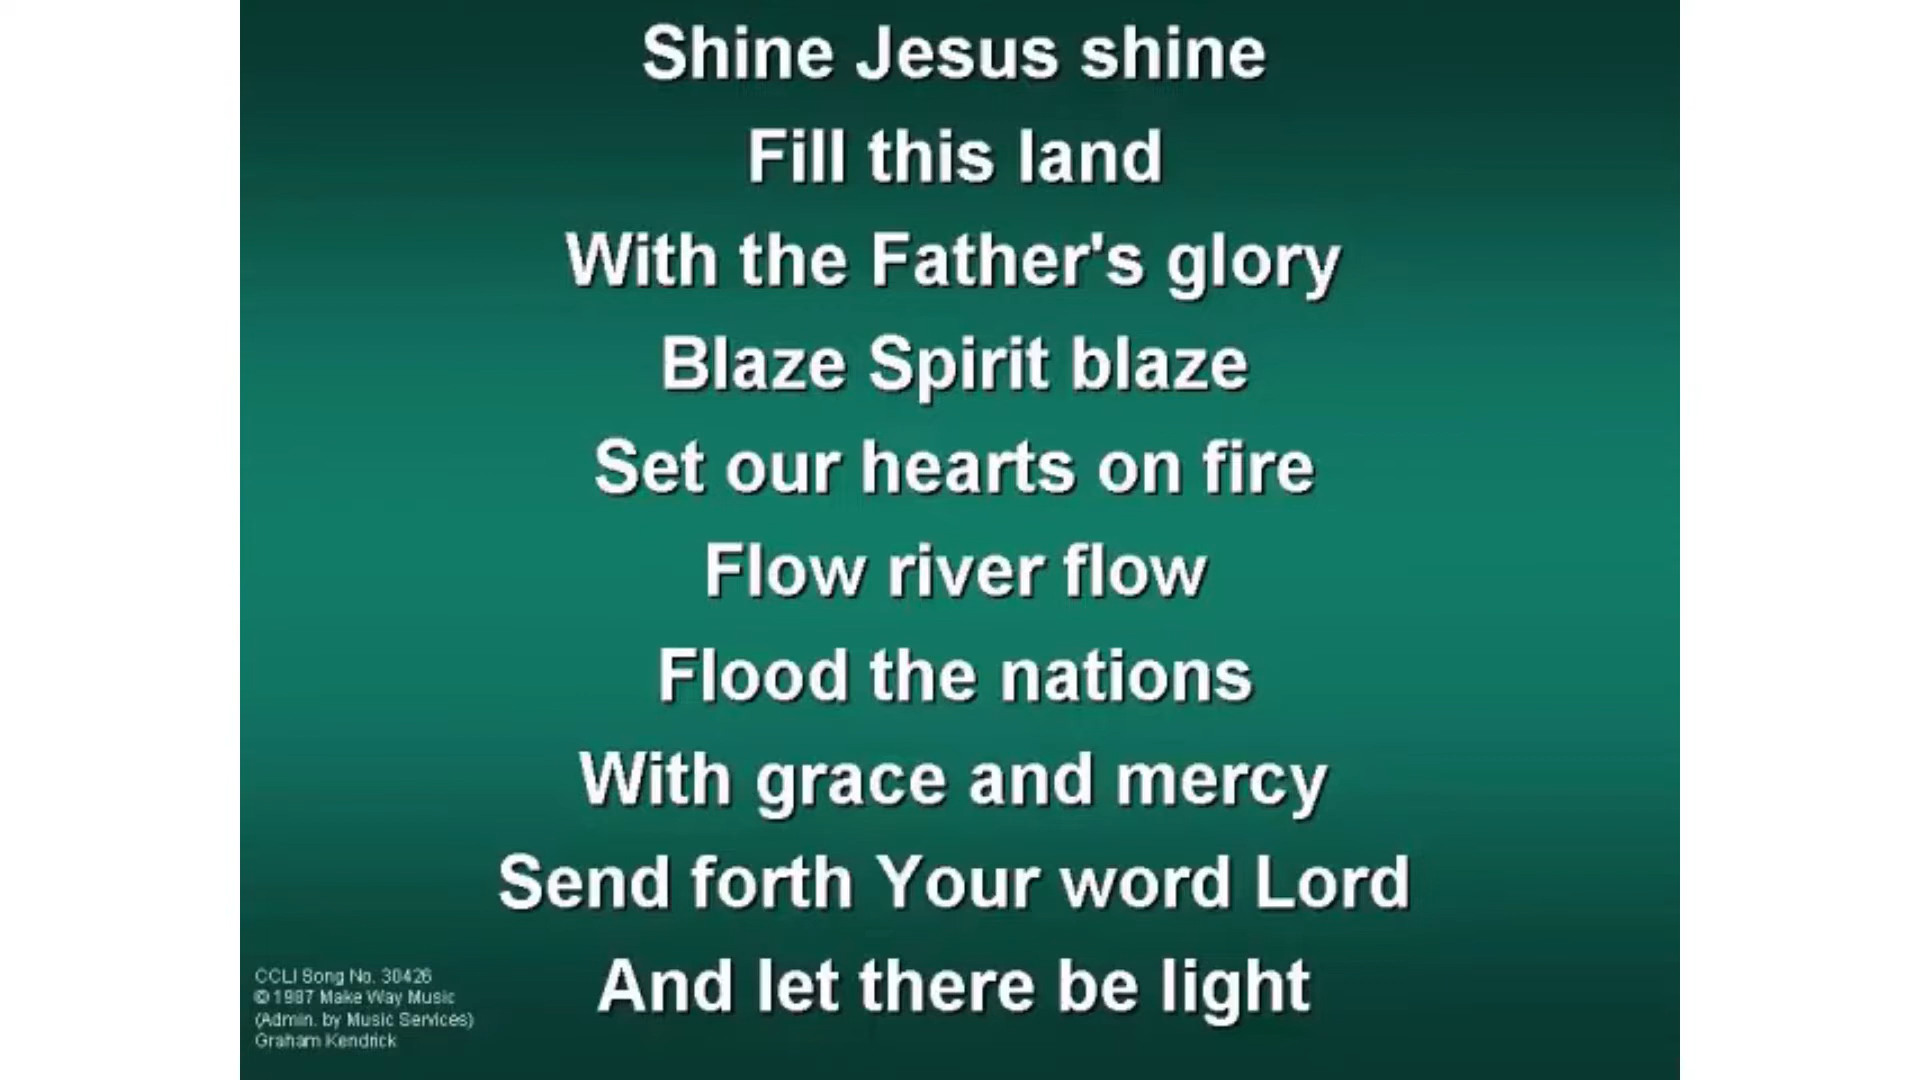 Shine Jesus shine
Fill this land
With the Father's glory
Blaze Spirit blaze
Set our hearts on fire
Flow river flow
Flood the nations
With grace and mercy
Send forth Your word Lord
And let there be light
CCLI Song No. 30426
© 1987 Make Way Music
(Admin. by Music Services)
Graham Kendrick